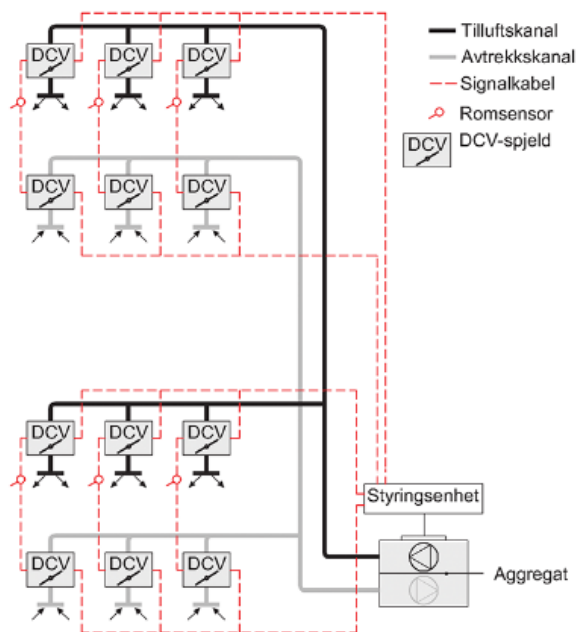 Tilluftskanal
Avtrekkskanal
Signalkabel
Romsensor
DCV DCV-spjeld
DCV DCV DCV
DCV DCV DCV
DCV DCV DCV
Styringsenhet
DCV DCV DCV
Aggregat